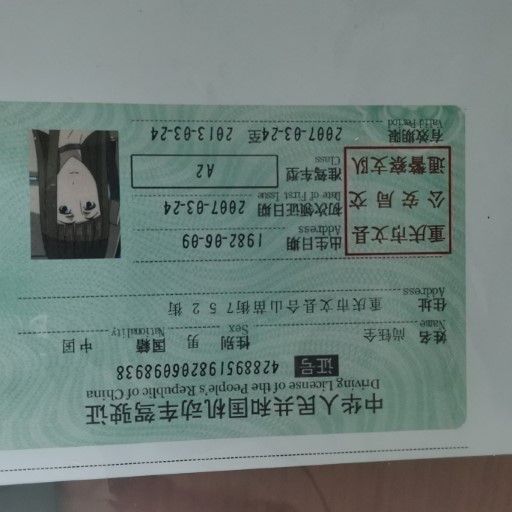 中华人民共和国机动车驾驶证
Driving License of the People's Republic of China
证号 428895198206098938
姓名 尚钰全 性别 男 国籍 中国
Name Sex Nationality
住址 重庆市文县合山苗街752街
Address
重庆市文县
公安局交
通警察支队
出生日期 1982-06-09
Address
初次领证日期 2007-03-24
Date of First Issue
准驾车型 A2
Class
有效期限 2007-03-24至 2013-03-24
Valid Period